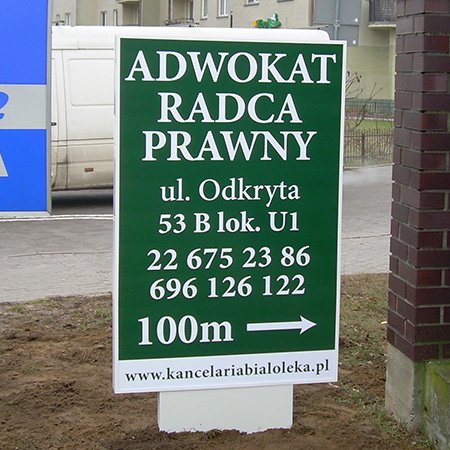 ADWOKAT
RADCA
PRAWNY
ul. Odkryta
53 B lok. U1
22 675 23 86
696 126 122
100m →
www.kancelariabialoleka.pl